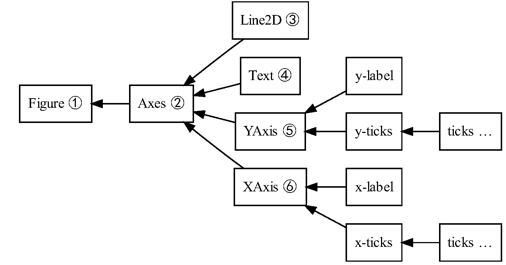 Line2D ③
Text ④
y-label
Figure ①
Axes ②
YAxis ⑤
y-ticks
ticks …
XAxis ⑥
x-label
x-ticks
ticks …